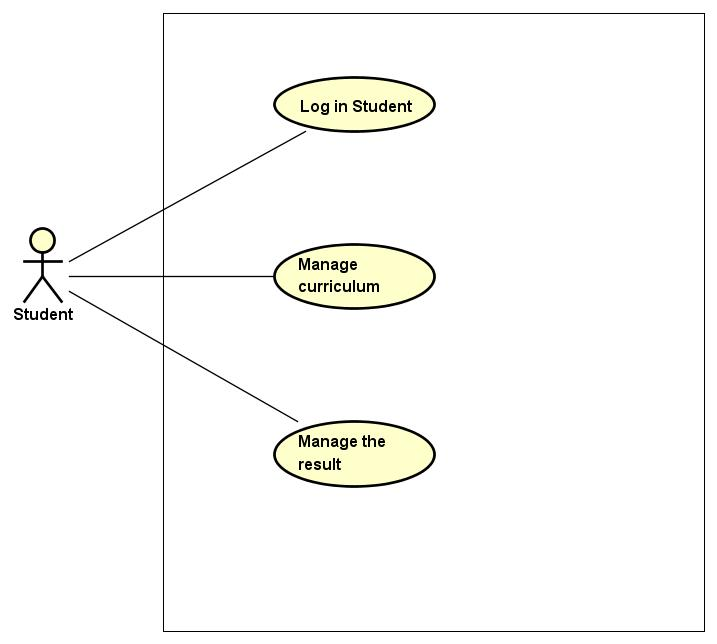 Log in Student
Manage
curriculum
Student
Manage the
result